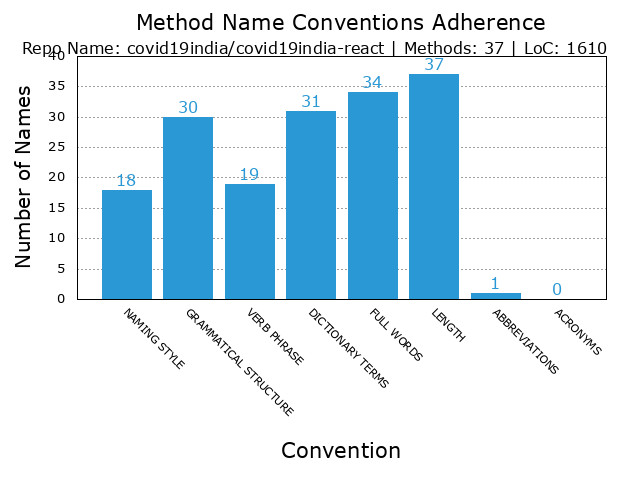 Method Name Conventions Adherence
Repo Name: covid19india/covid19india-react | Methods: 37 | LoC: 1610
Number of Names
40
35
30
25
20
15
10
5
0
18
30
19
31
34
37
1
0
NAMING STYLE
GRAMMATICAL STRUCTURE
VERB PHRASE
DICTIONARY TERMS
FULL WORDS
LENGTH
ABBREVIATIONS
ACRONYMS
Convention